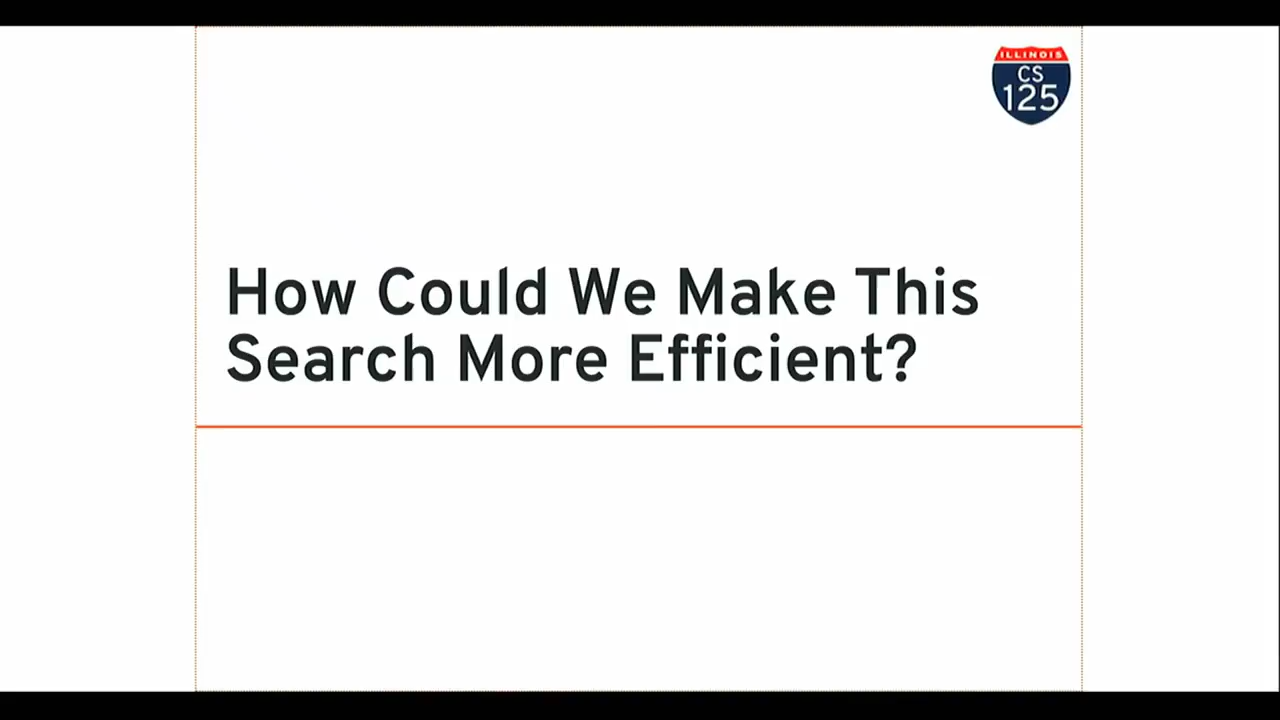 ILLINOIS
CS
125
How Could We Make This
Search More Efficient?